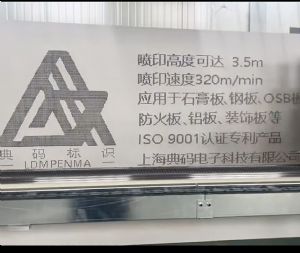 喷印高度可达 3.5m
喷印速度320m/min
应用于石膏板、钢板、OSB板
防火板、铝板、装饰板等
ISO 9001认证专利产品
上海典码电子科技有限公
典码标识
LDMPENMA